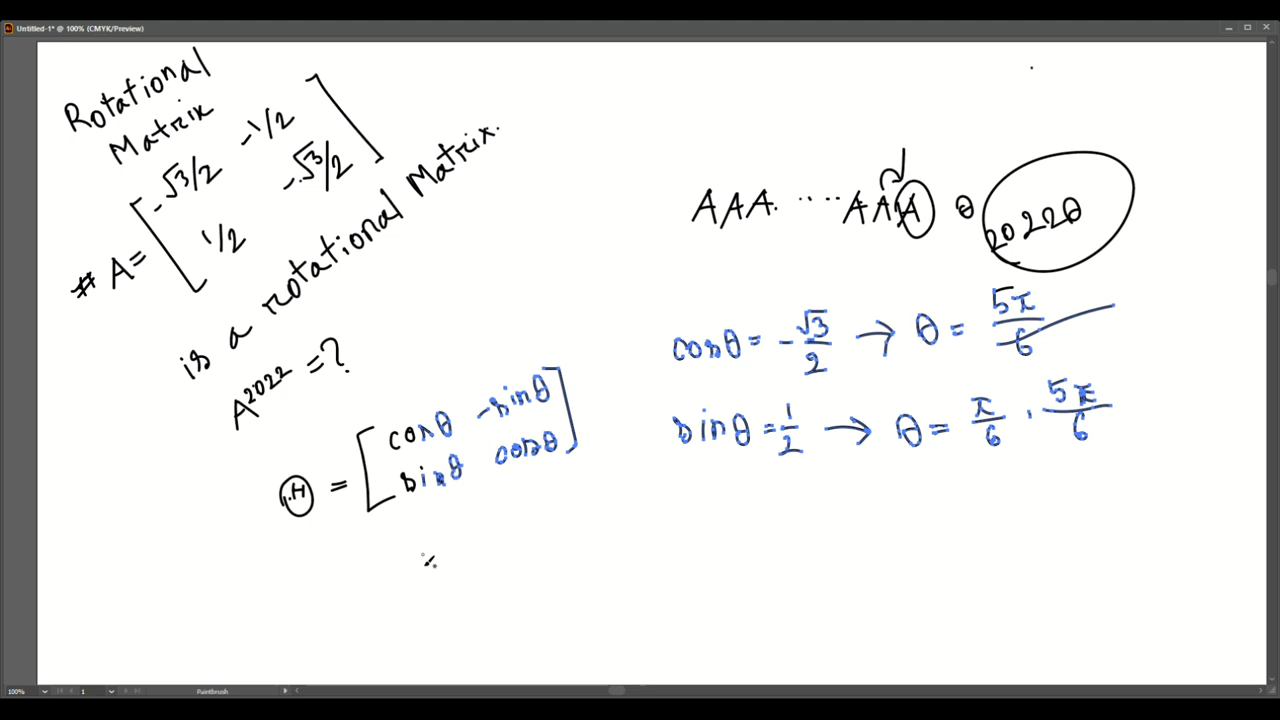 Untitled-1* @ 100% (CMYK/Preview)
Rotational
Matrix
# A = [ -√3/2 -1/2
1/2 -√3/2 ]
is a rotational Matrix.
A^2022 = ?
= [ cosθ -sinθ
sinθ cosθ ]
AAA. ····· AAA θ 2022θ
cosθ = -√3/2 → θ = 5π/6
sinθ = 1/2 → θ = π/6 , 5π/6
100% 1 Paintbrush